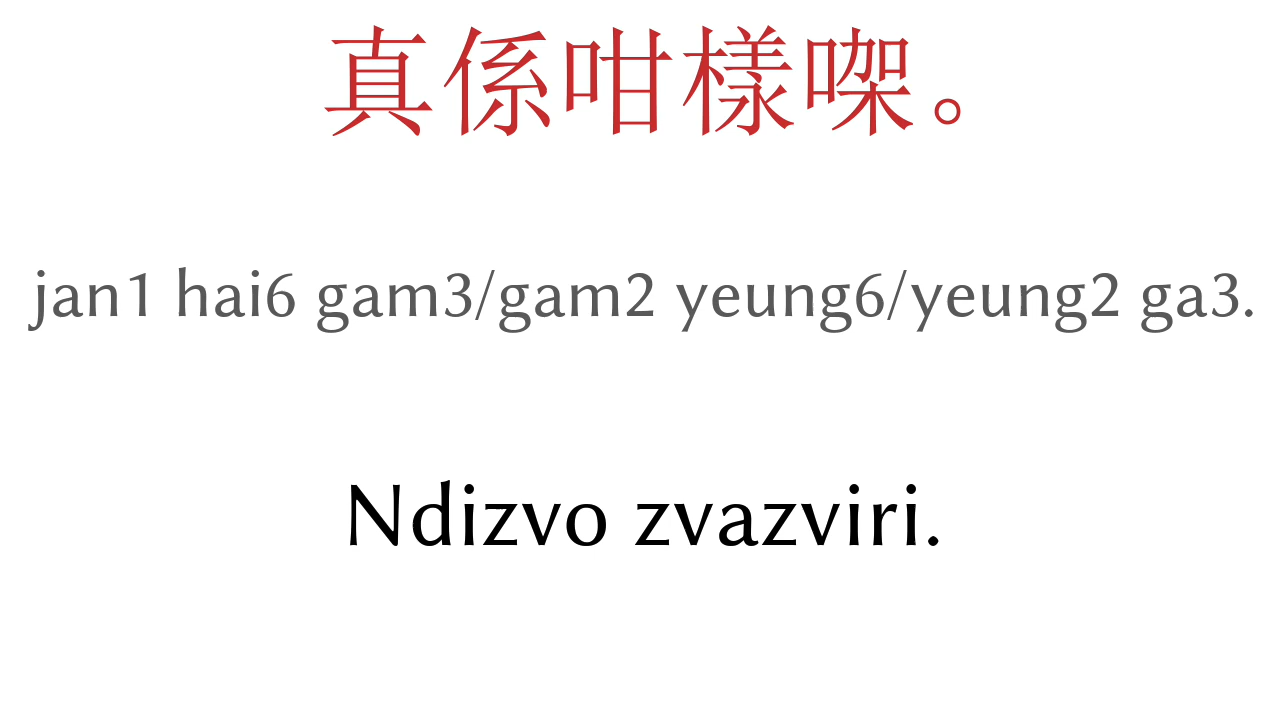 真係咁樣㗎。
jan1 hai6 gam3/gam2 yeung6/yeung2 ga3.
Ndizvo zvazviri.